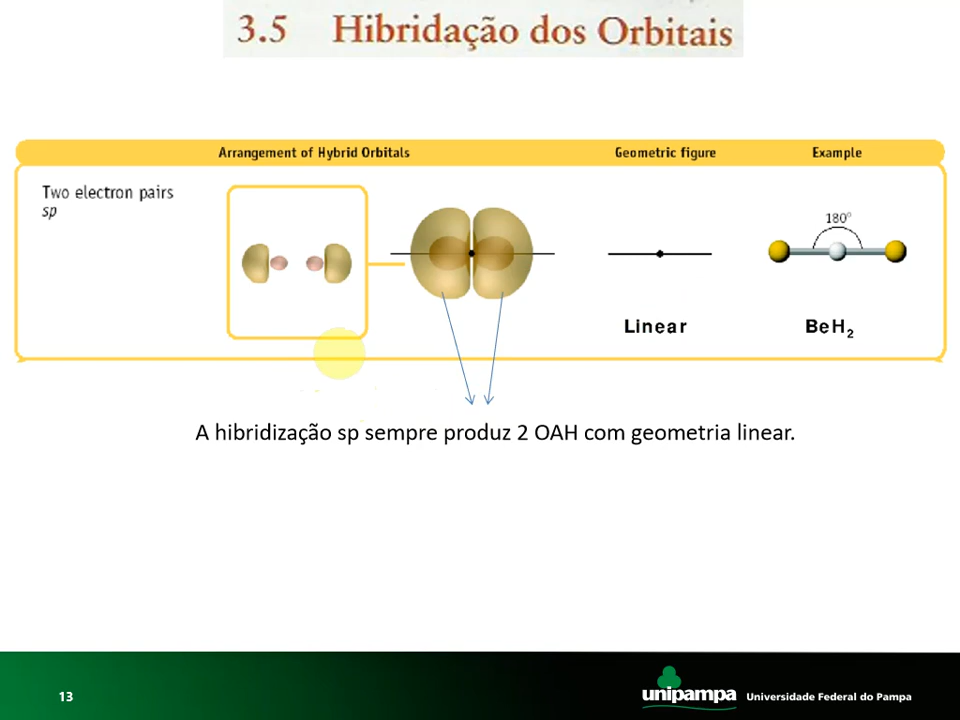 3.5 Hibridação dos Orbitais
Arrangement of Hybrid Orbitals Geometric figure Example
Two electron pairs
sp
180°
Linear BeH₂
A hibridização sp sempre produz 2 OAH com geometria linear.
13 unipampa Universidade Federal do Pampa